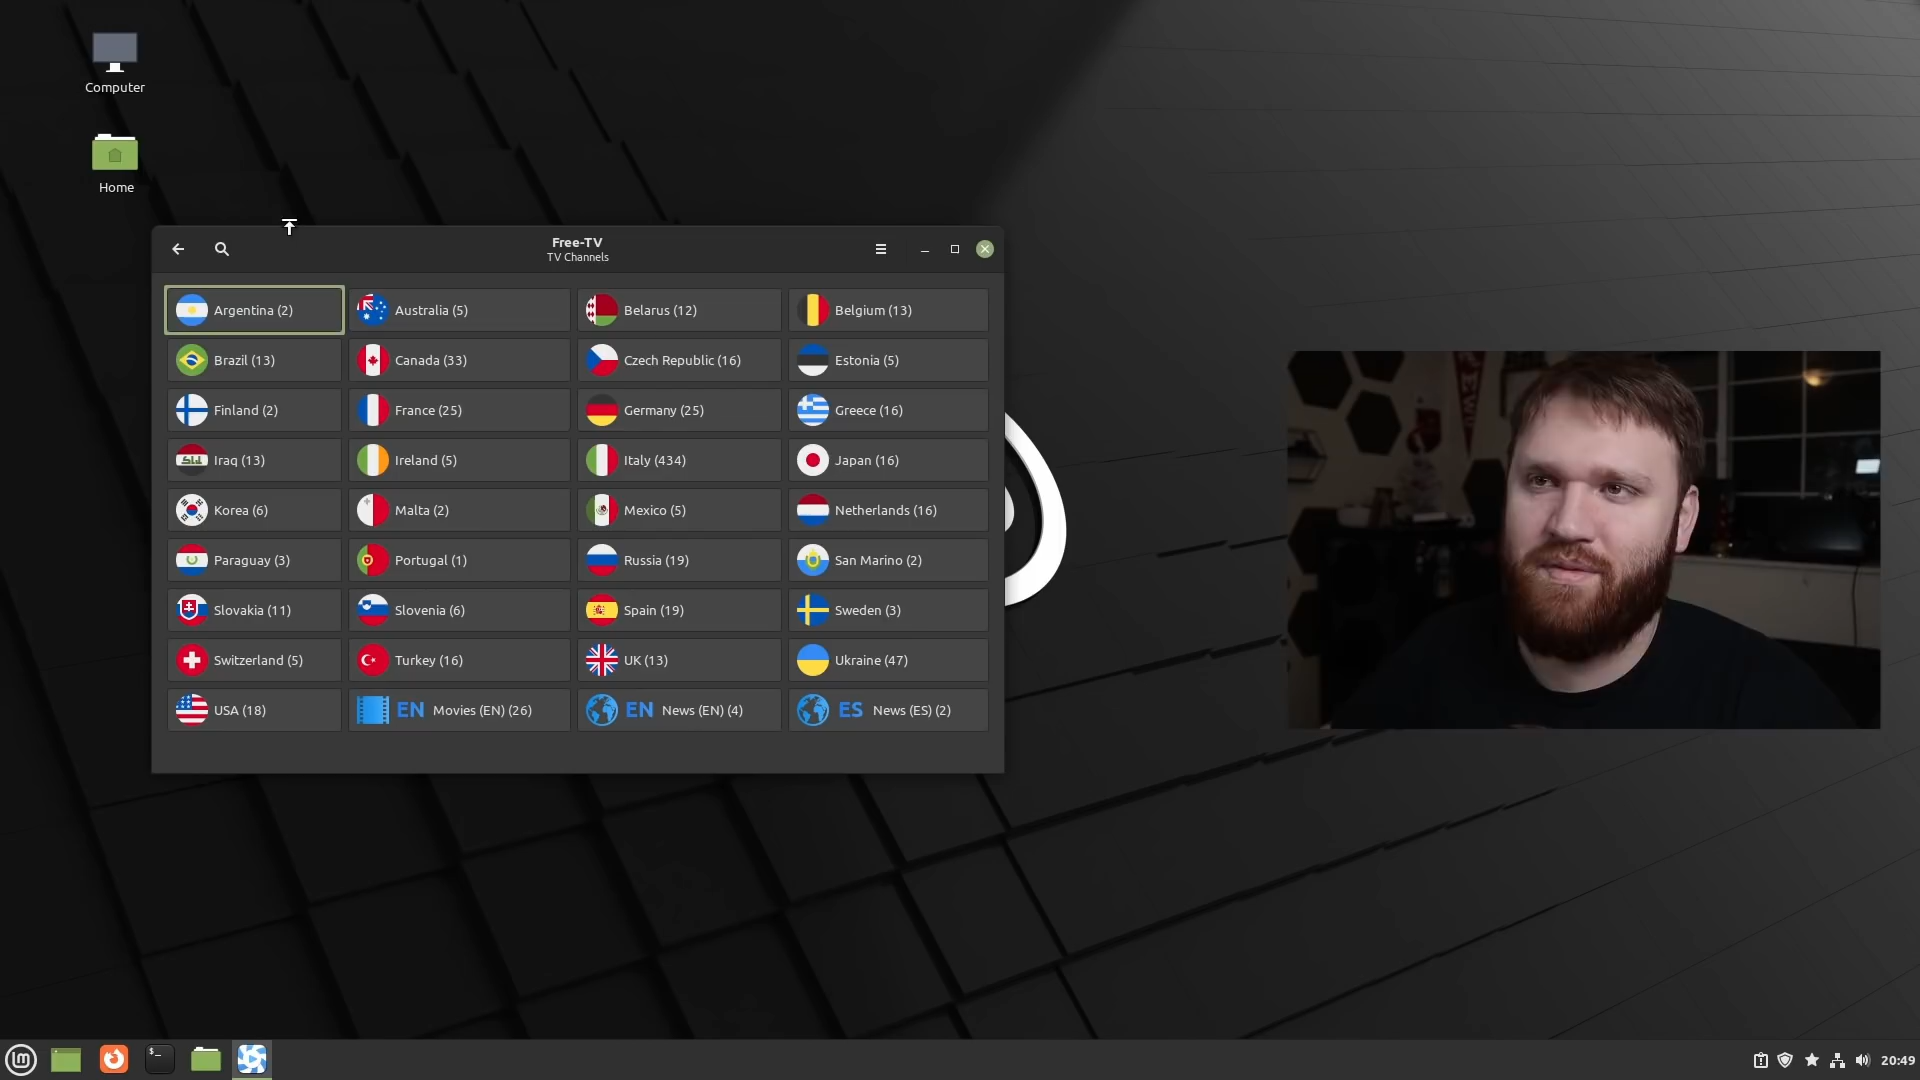 Computer
Home
Free-TV
TV Channels
Argentina (2)
Australia (5)
Belarus (12)
Belgium (13)
Brazil (13)
Canada (33)
Czech Republic (16)
Estonia (5)
Finland (2)
France (25)
Germany (25)
Greece (16)
Iraq (13)
Ireland (5)
Italy (434)
Japan (16)
Korea (6)
Malta (2)
Mexico (5)
Netherlands (16)
Paraguay (3)
Portugal (1)
Russia (19)
San Marino (2)
Slovakia (11)
Slovenia (6)
Spain (19)
Sweden (3)
Switzerland (5)
Turkey (16)
UK (13)
Ukraine (47)
USA (18)
EN Movies (EN) (26)
EN News (EN) (4)
ES News (ES) (2)
$_
20:49